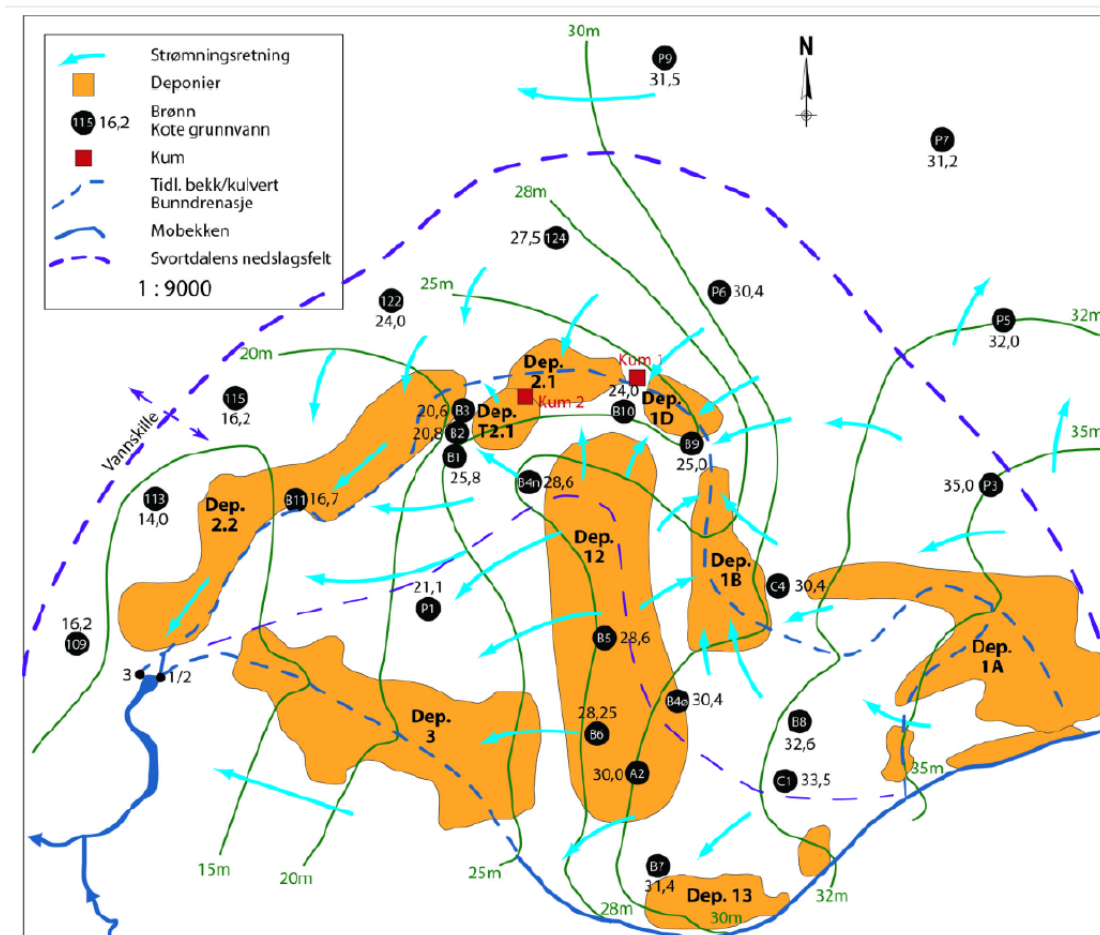 Strømningsretning
Deponier
115 16,2 Brønn
Kote grunnvann
Kum
Tidl. bekk/kulvert
Bunndrenasje
Møbekken
Svortdalens nedslagsfelt
1 : 9000
30m
P9
31,5
N
P7
31,2
28m
27,5 124
25m
P6 30,4
122
24,0
P5
32,0
32m
20m
Kum 1
Dep.
2.1
24,0
Dep.
1D
115
16,2
Vannskille
20,6 B3
Dep.
T2.1
Kum 2
B10
20,8 B2
B9
25,0
35m
B1
25,8
B4n 28,6
35,0 P3
113
14,0
B11 16,7
Dep.
2.2
Dep.
12
Dep.
1B
C4 30,4
21,1
P1
16,2
109
B5 28,6
Dep.
1A
3
1/2
B4ø 30,4
28,25
B6
B8
32,6
Dep.
3
30,0 A2
C1 33,5
35m
15m
20m
25m
B7
31,4
Dep. 13
32m
28m
30m